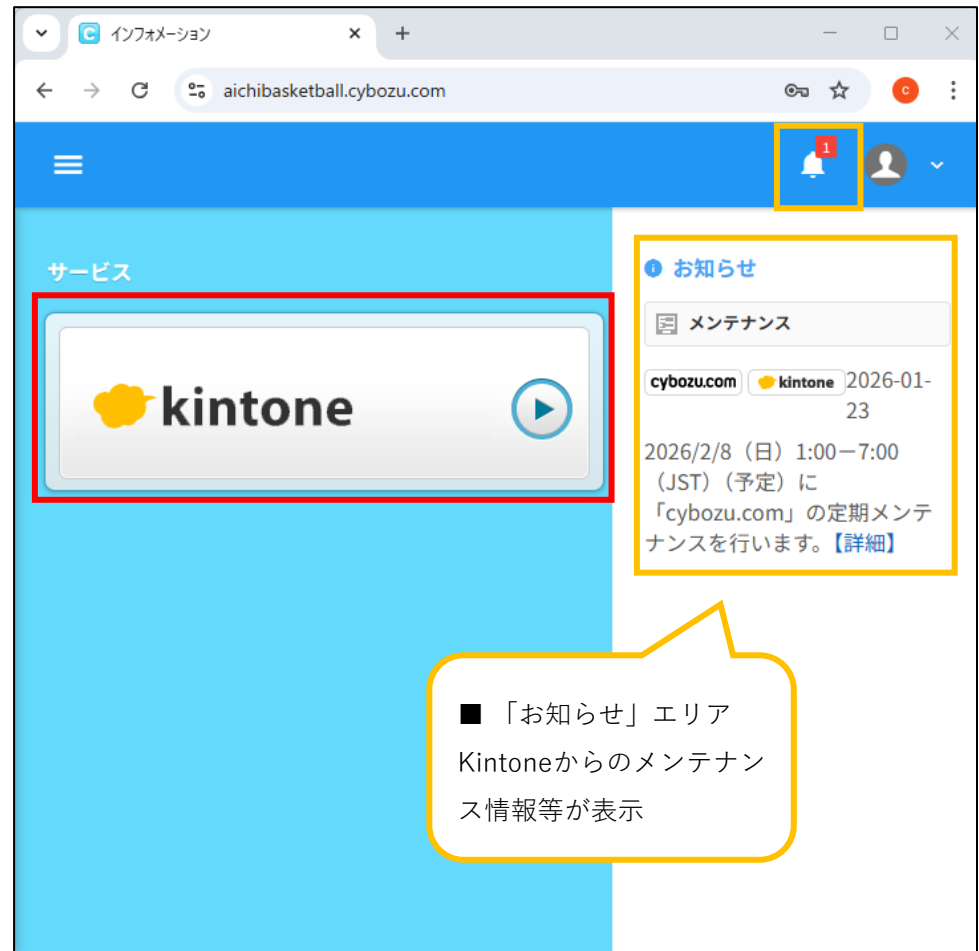 インフォメーション
aichibasketball.cybozu.com
C
1
サービス
kintone
お知らせ
メンテナンス
cybozu.com kintone 2026-01-
23
2026/2/8（日）1:00－7:00
（JST）(予定）に
「cybozu.com」の定期メンテ
ナンスを行います。【詳細】
■ 「お知らせ」エリア
Kintoneからのメンテナン
ス情報等が表示